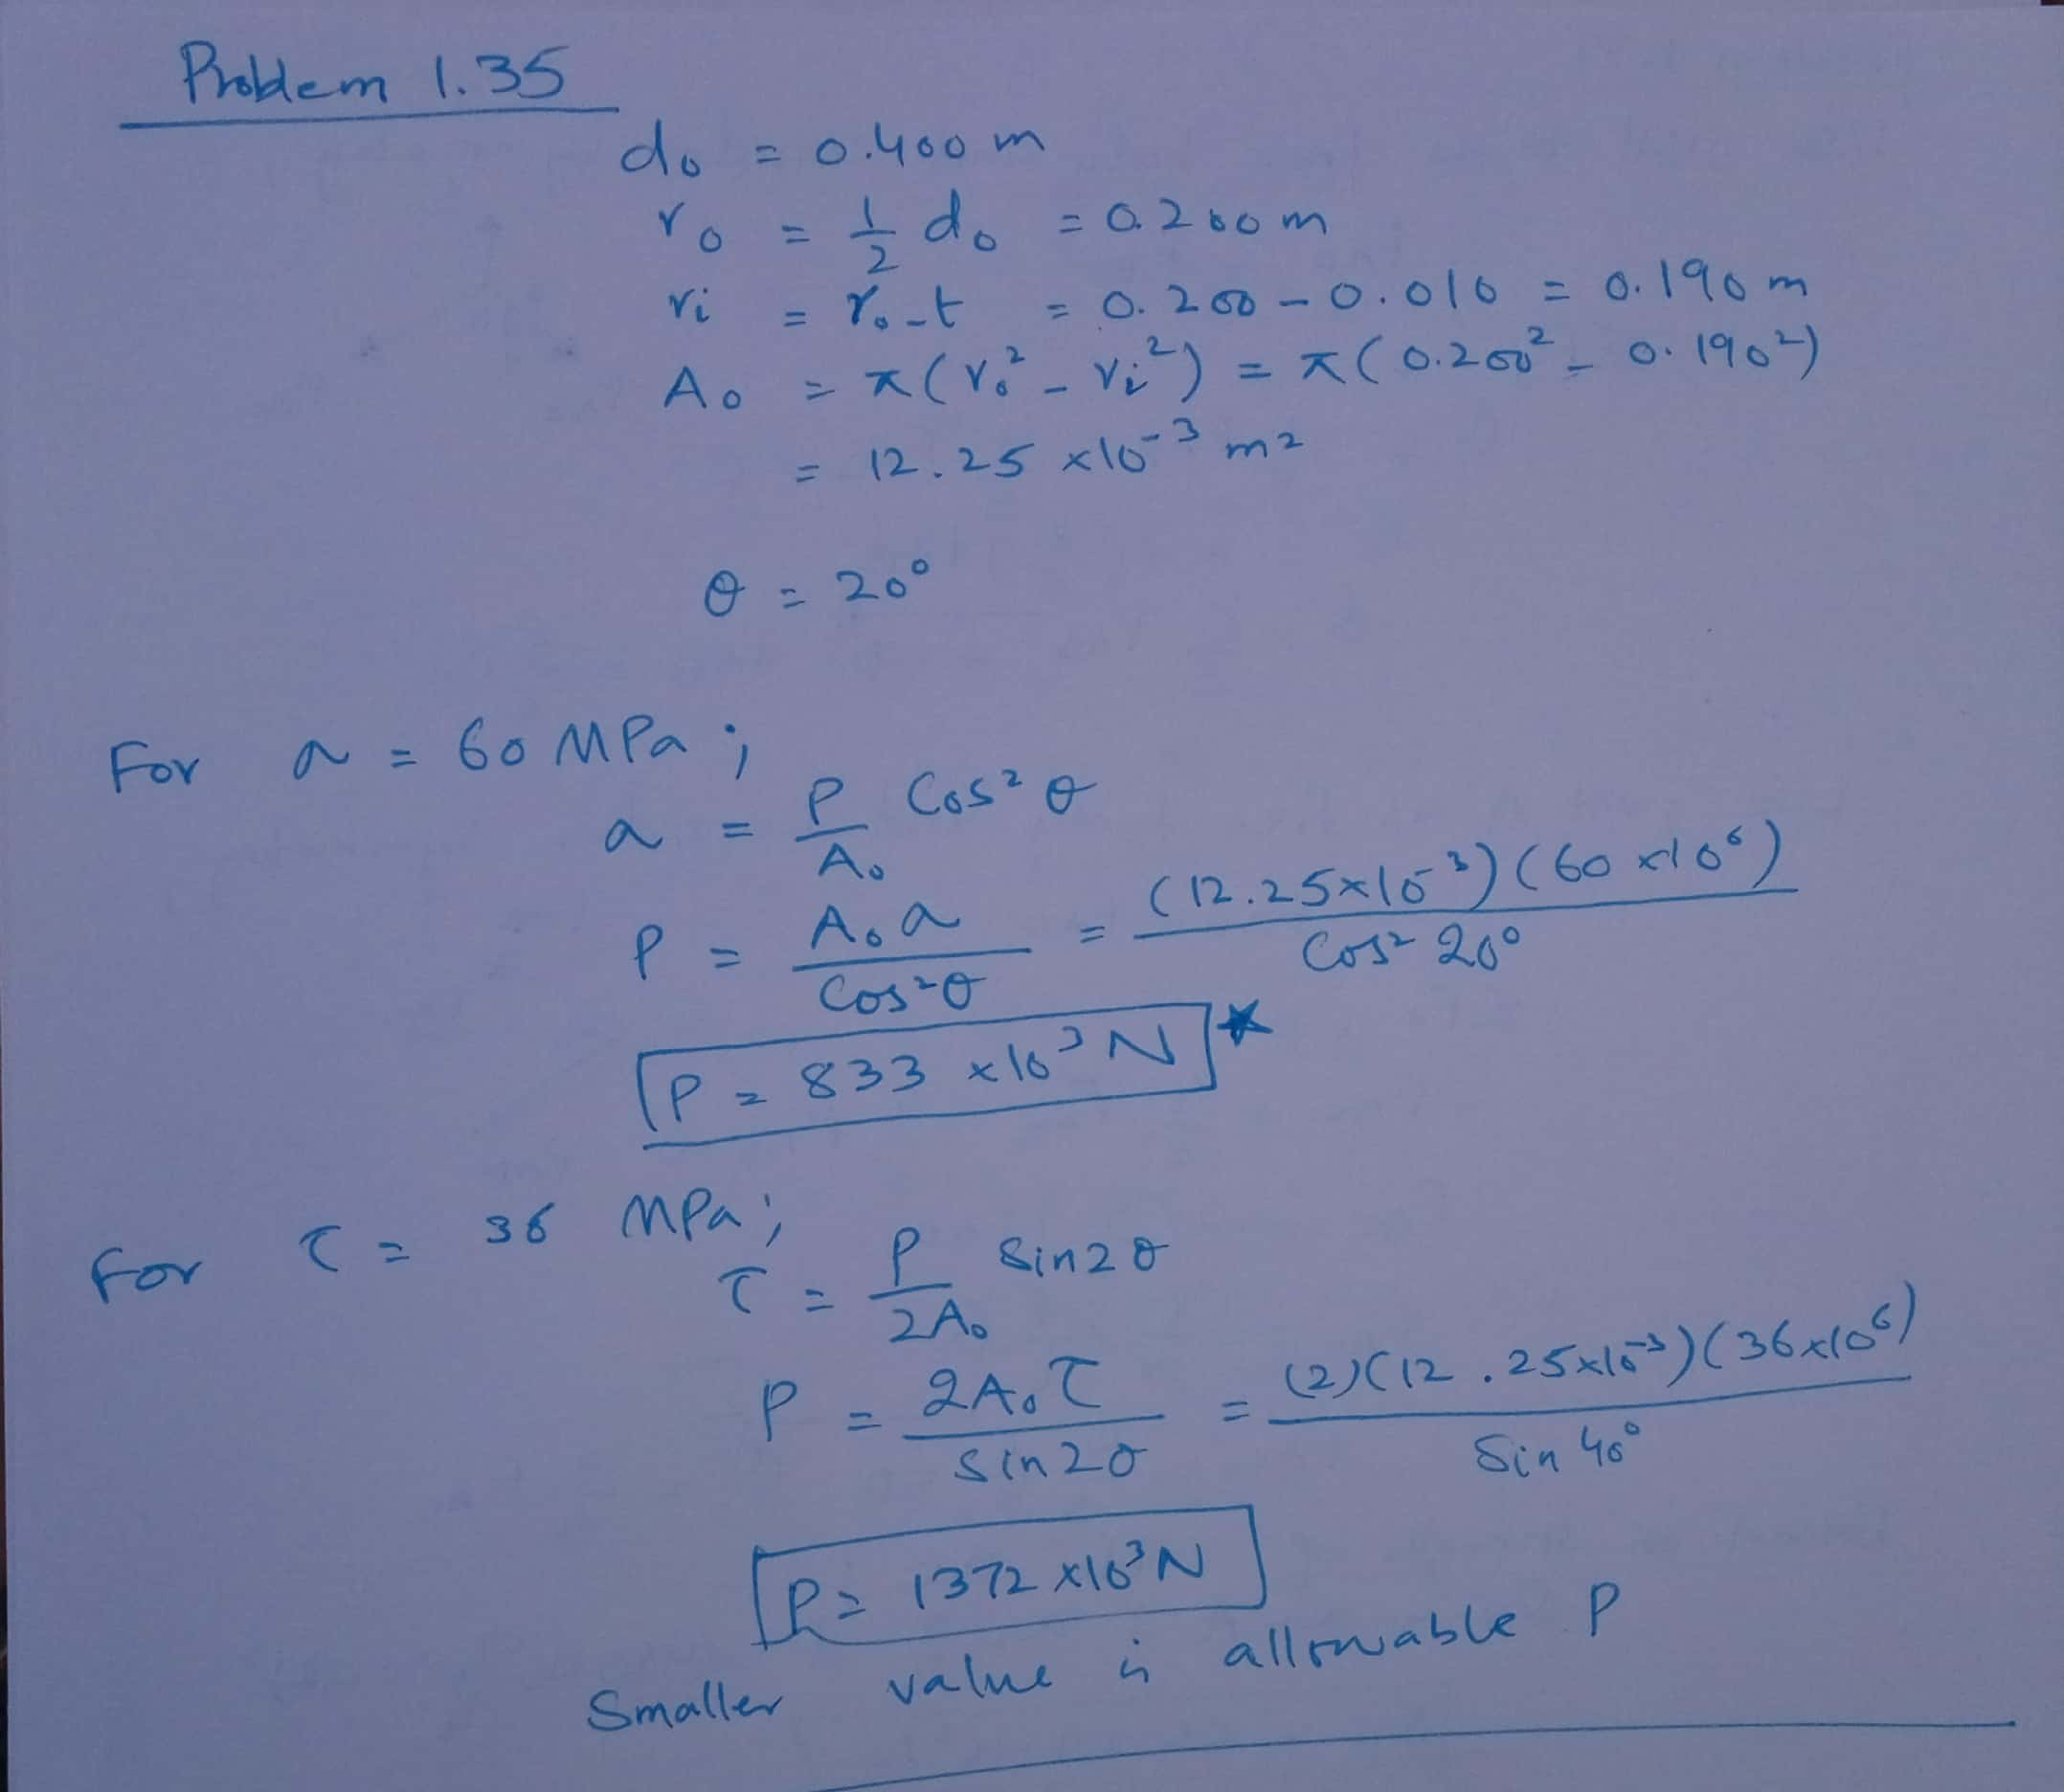 Problem 1.35
do = 0.400 m
ro = 1/2 do = 0.200 m
ri = ro - t = 0.200 - 0.010 = 0.190 m
Ao = π(ro² - ri²) = π(0.200² - 0.190²)
= 12.25 x10⁻³ m²
θ = 20°
For a = 60 MPa ;
a = P/Ao Cos²θ
P = Aoa/Cos²θ = (12.25x10⁻³)(60 x10⁶)/Cos² 20°
P = 833 x10³ N ★
For τ = 36 MPa ;
τ = P/2Ao Sin2θ
P = 2Aoτ/Sin2θ = (2)(12.25x10⁻³)(36x10⁶)/Sin 40°
P = 1372 x10³ N
Smaller value is allowable P